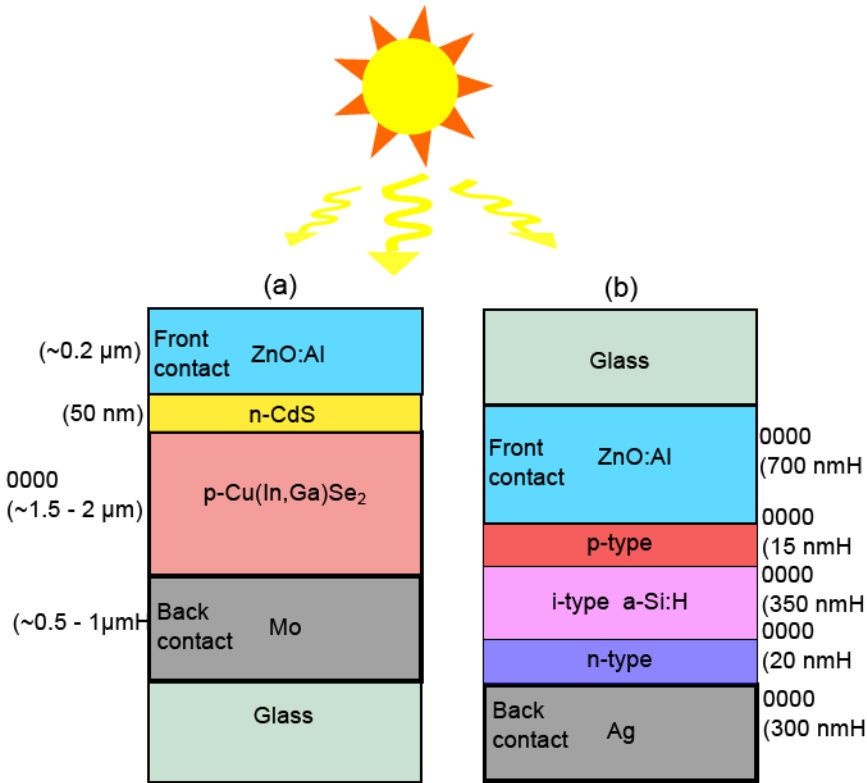 (a)
(~0.2 µm)
Front
contact
ZnO:Al
(50 nm)
n-CdS
0000
(~1.5 - 2 µm)
p-Cu(In,Ga)Se₂
(~0.5 - 1µmH
Back
contact
Mo
Glass
(b)
Glass
Front
contact
ZnO:Al
0000
(700 nmH
p-type
0000
(15 nmH
i-type a-Si:H
0000
(350 nmH
n-type
0000
(20 nmH
Back
contact
Ag
0000
(300 nmH